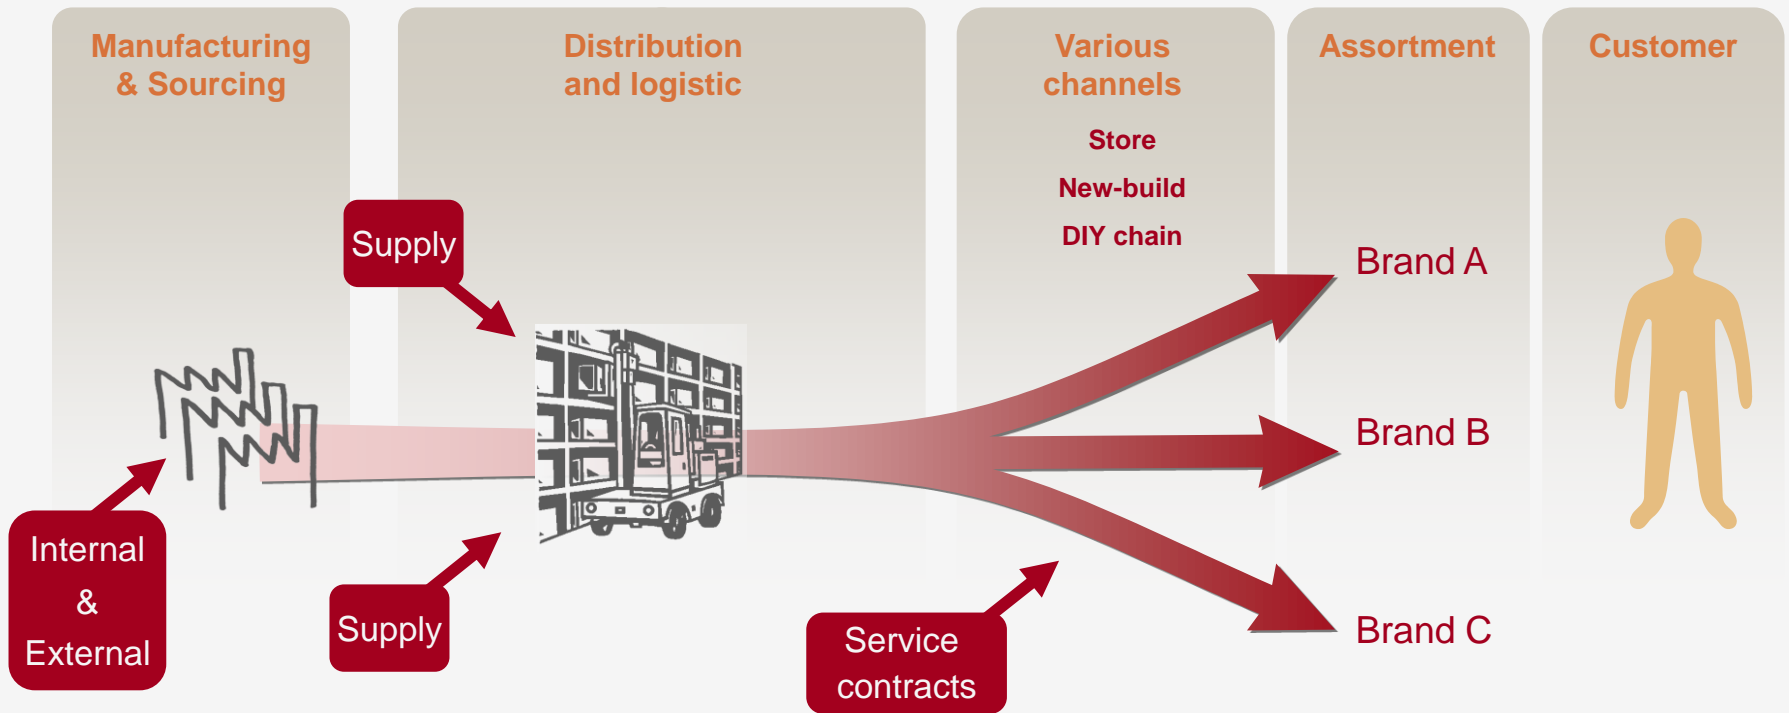 Manufacturing
& Sourcing
Distribution
and logistic
Various
channels
Assortment
Customer
Store
New-build
DIY chain
Supply
Brand A
Brand B
Internal
&
External
Supply
Service
contracts
Brand C